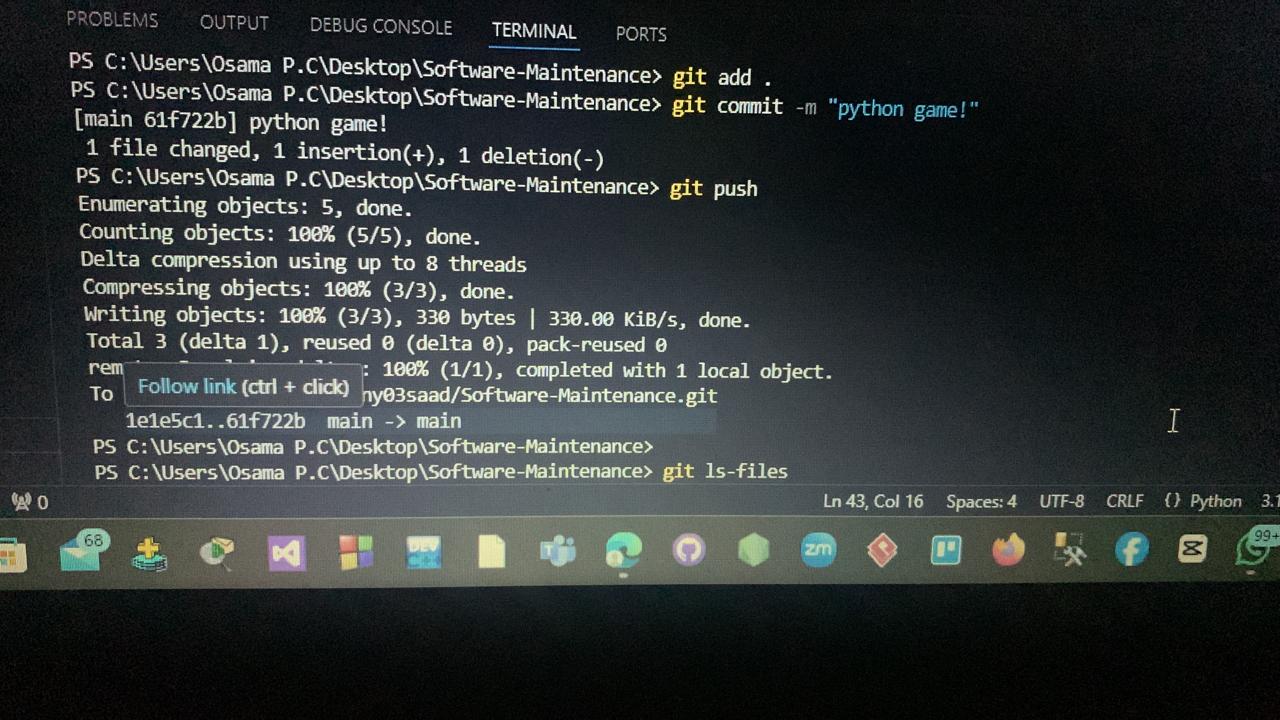 PROBLEMS OUTPUT DEBUG CONSOLE TERMINAL PORTS
PS C:\Users\Osama P.C\Desktop\Software-Maintenance> git add .
PS C:\Users\Osama P.C\Desktop\Software-Maintenance> git commit -m "python game!"
[main 61f722b] python game!
1 file changed, 1 insertion(+), 1 deletion(-)
PS C:\Users\Osama P.C\Desktop\Software-Maintenance> git push
Enumerating objects: 5, done.
Counting objects: 100% (5/5), done.
Delta compression using up to 8 threads
Compressing objects: 100% (3/3), done.
Writing objects: 100% (3/3), 330 bytes | 330.00 KiB/s, done.
Total 3 (delta 1), reused 0 (delta 0), pack-reused 0
rem : 100% (1/1), completed with 1 local object.
Follow link (ctrl + click)
To ny03saad/Software-Maintenance.git
1e1e5c1..61f722b main -> main
PS C:\Users\Osama P.C\Desktop\Software-Maintenance>
PS C:\Users\Osama P.C\Desktop\Software-Maintenance> git ls-files
0 Ln 43, Col 16 Spaces: 4 UTF-8 CRLF {} Python 3.1
68 DEV zm 99+